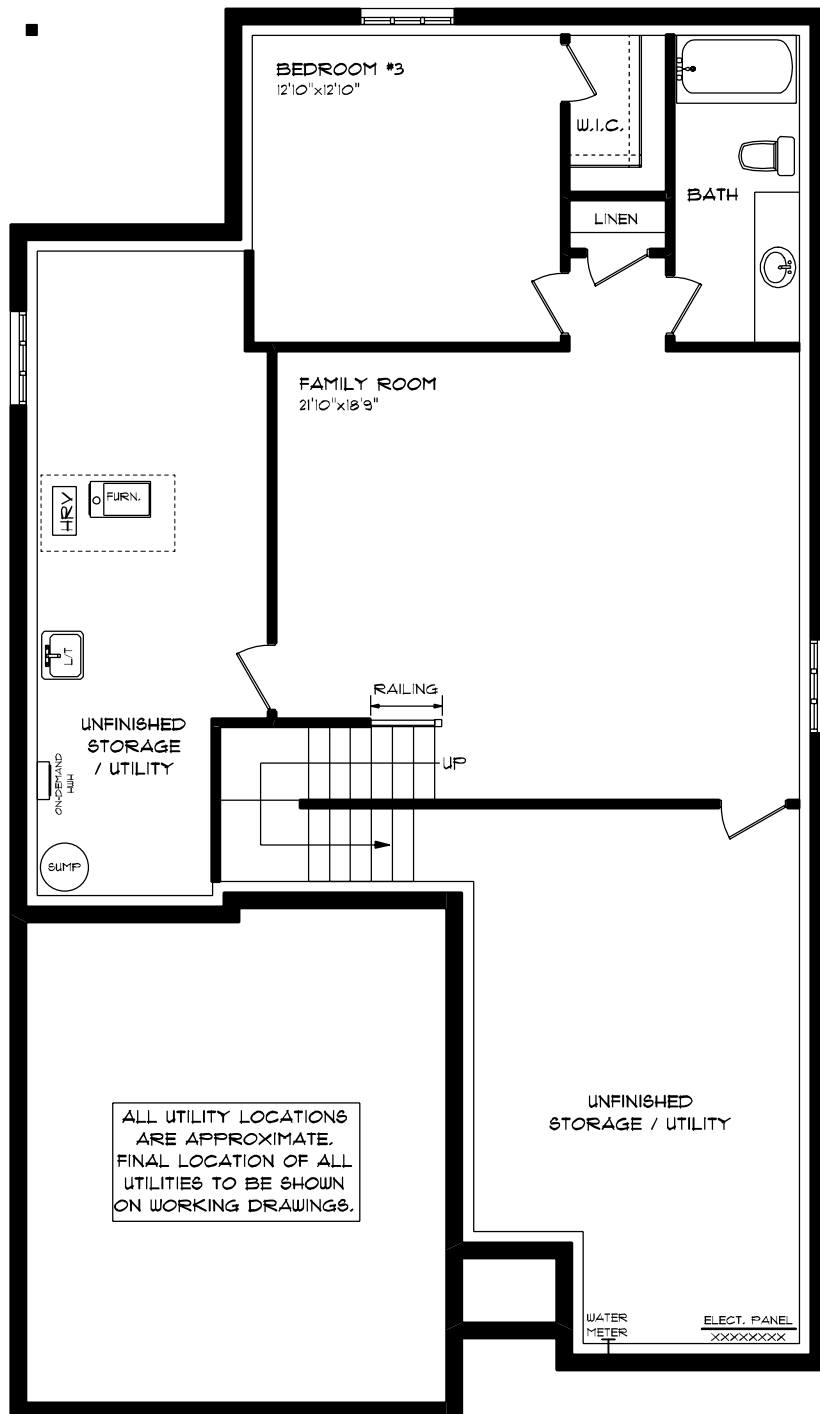 BEDROOM #3
12'10"x12'10"
W.I.C.
BATH
LINEN
FAMILY ROOM
21'10"x18'9"
HRV
FURN.
L/T
RAILING
UNFINISHED
STORAGE
/ UTILITY
UP
ON-DEMAND
HWH
SUMP
ALL UTILITY LOCATIONS
ARE APPROXIMATE.
FINAL LOCATION OF ALL
UTILITIES TO BE SHOWN
ON WORKING DRAWINGS.
UNFINISHED
STORAGE / UTILITY
WATER
METER
ELECT. PANEL
XXXXXXXX